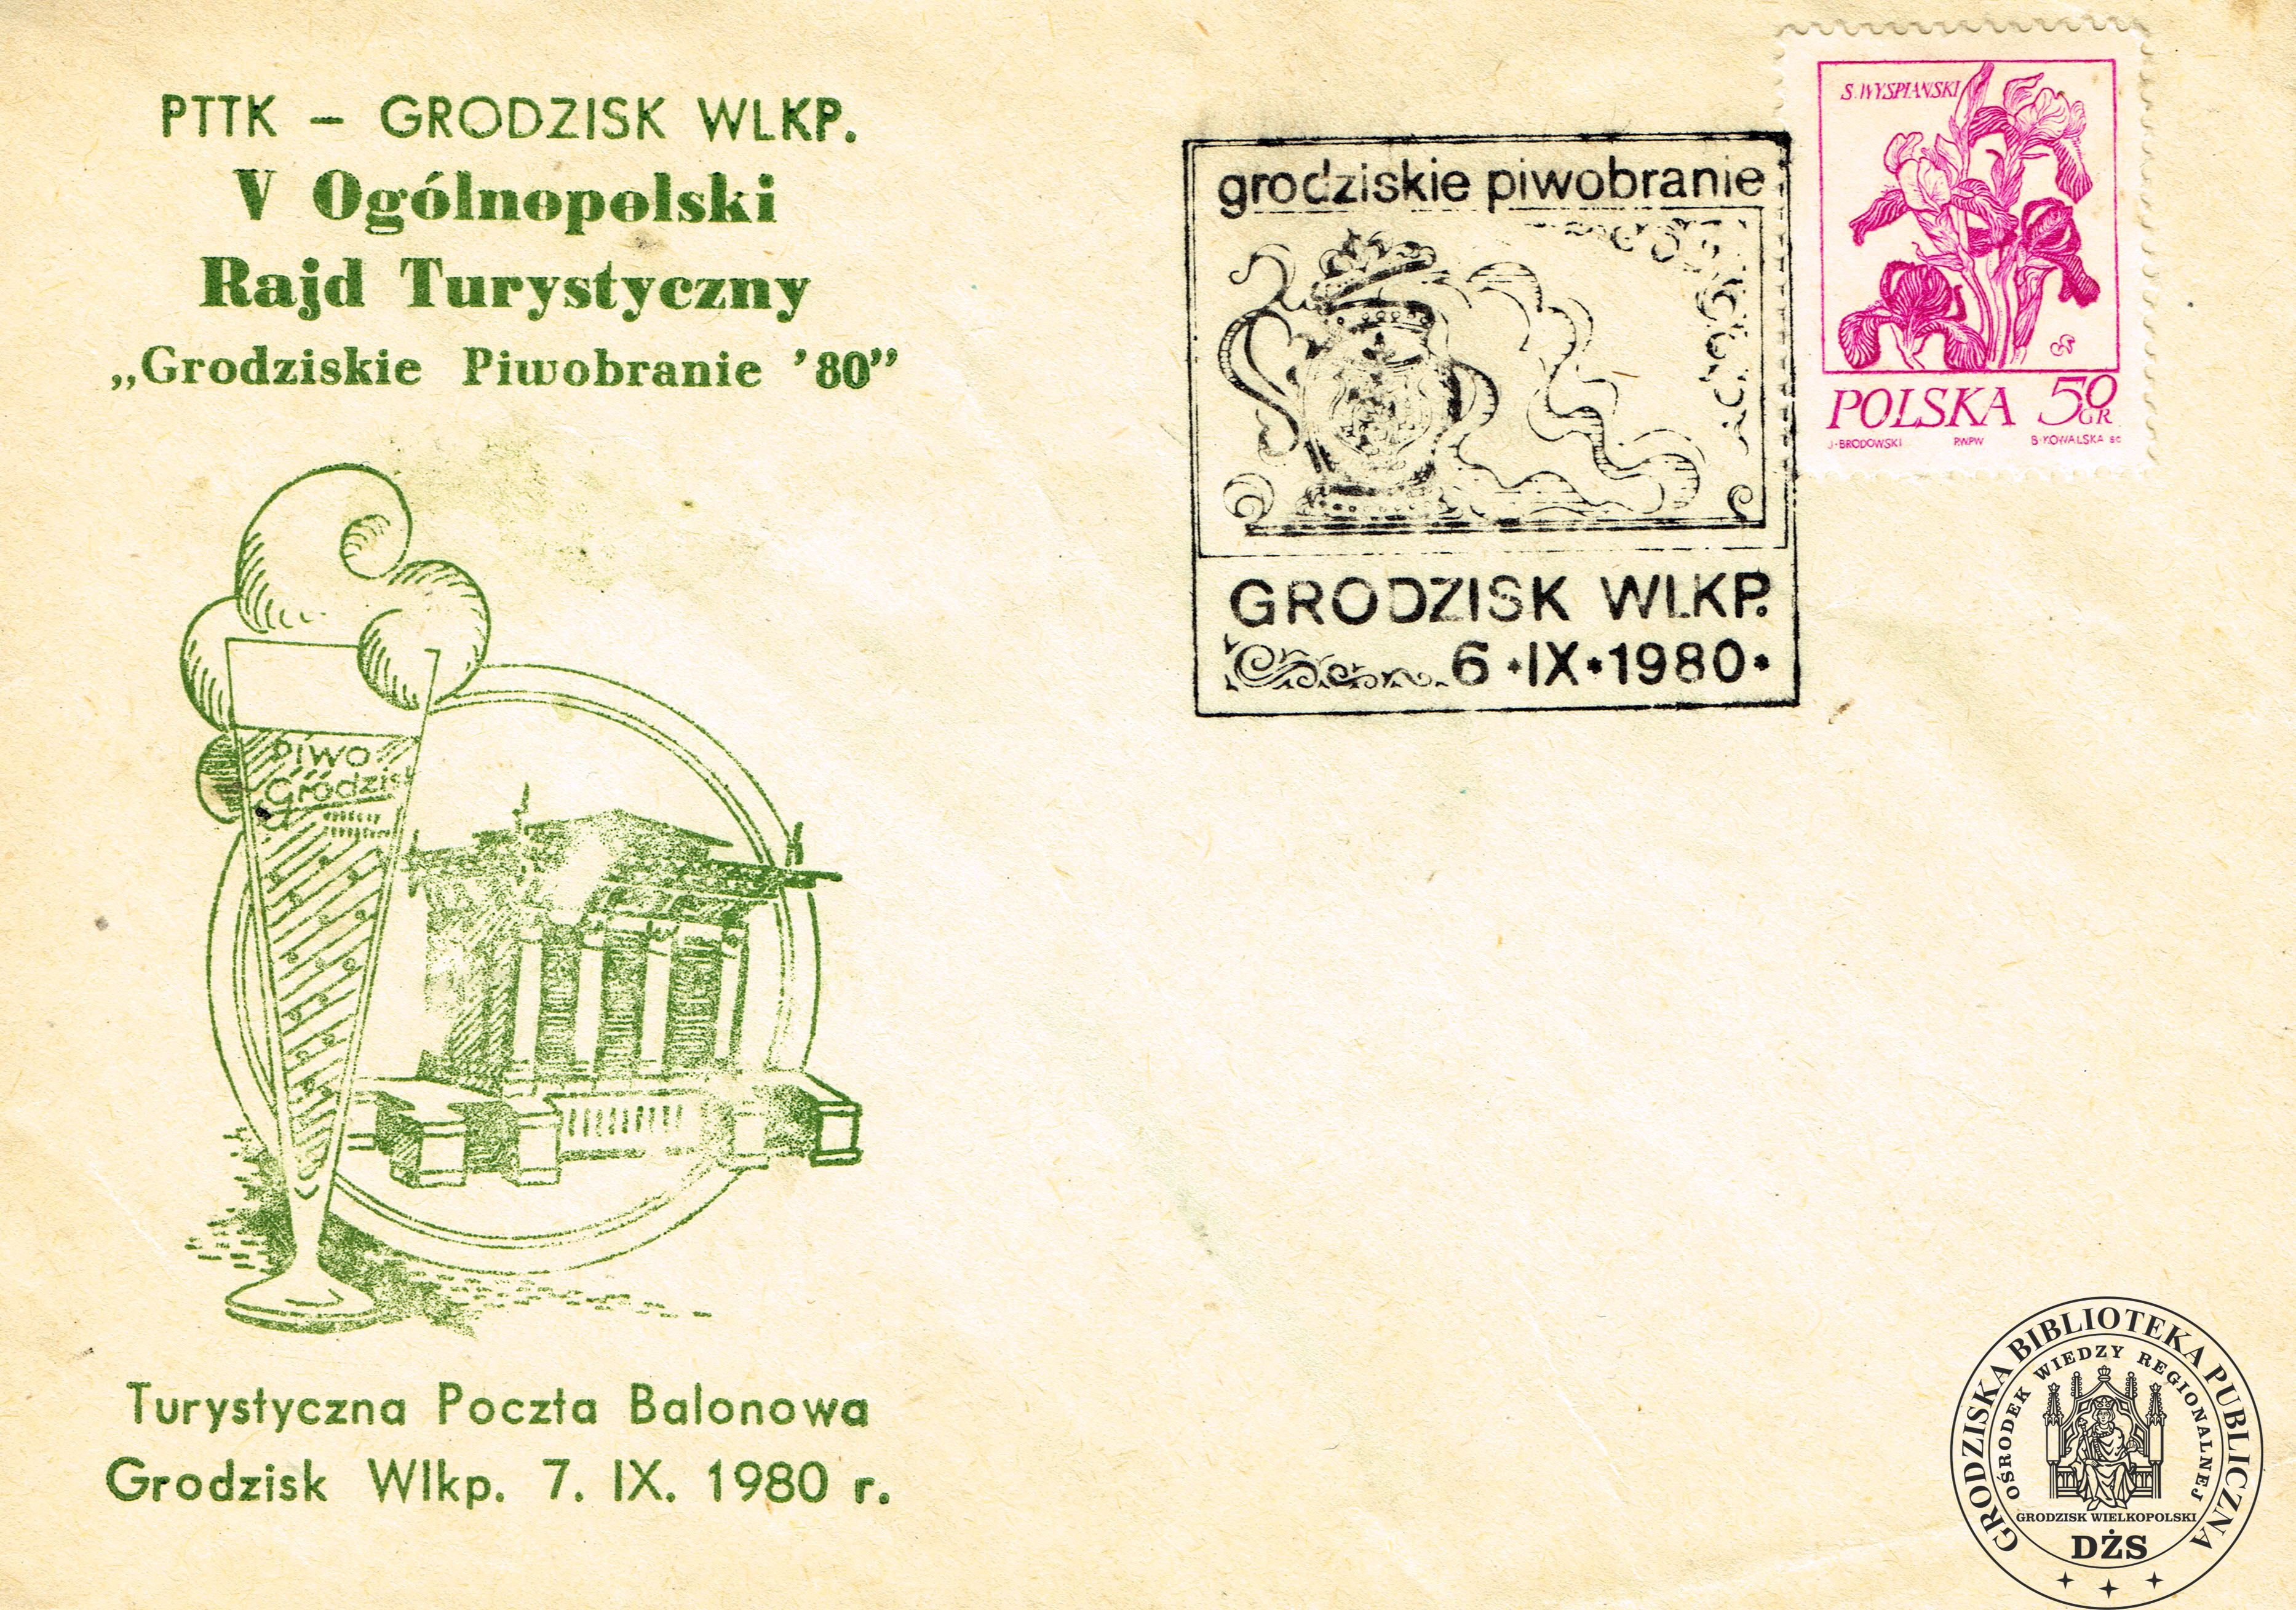 PTTK – GRODZISK WLKP.
V Ogólnopolski
Rajd Turystyczny
„Grodziskie Piwobranie '80”
PIWO
Turystyczna Poczta Balonowa
Grodzisk Wlkp. 7. IX. 1980 r.
grodziskie piwobranie
GRODZISK WLKP.
6•IX•1980•
S. WYSPIAŃSKI
POLSKA 50 GR
J. BRODOWSKI PWPW B. KOWALSKA SC
GRODZISKA BIBLIOTEKA PUBLICZNA
OŚRODEK WIEDZY REGIONALNEJ
GRODZISK WIELKOPOLSKI
DŻS